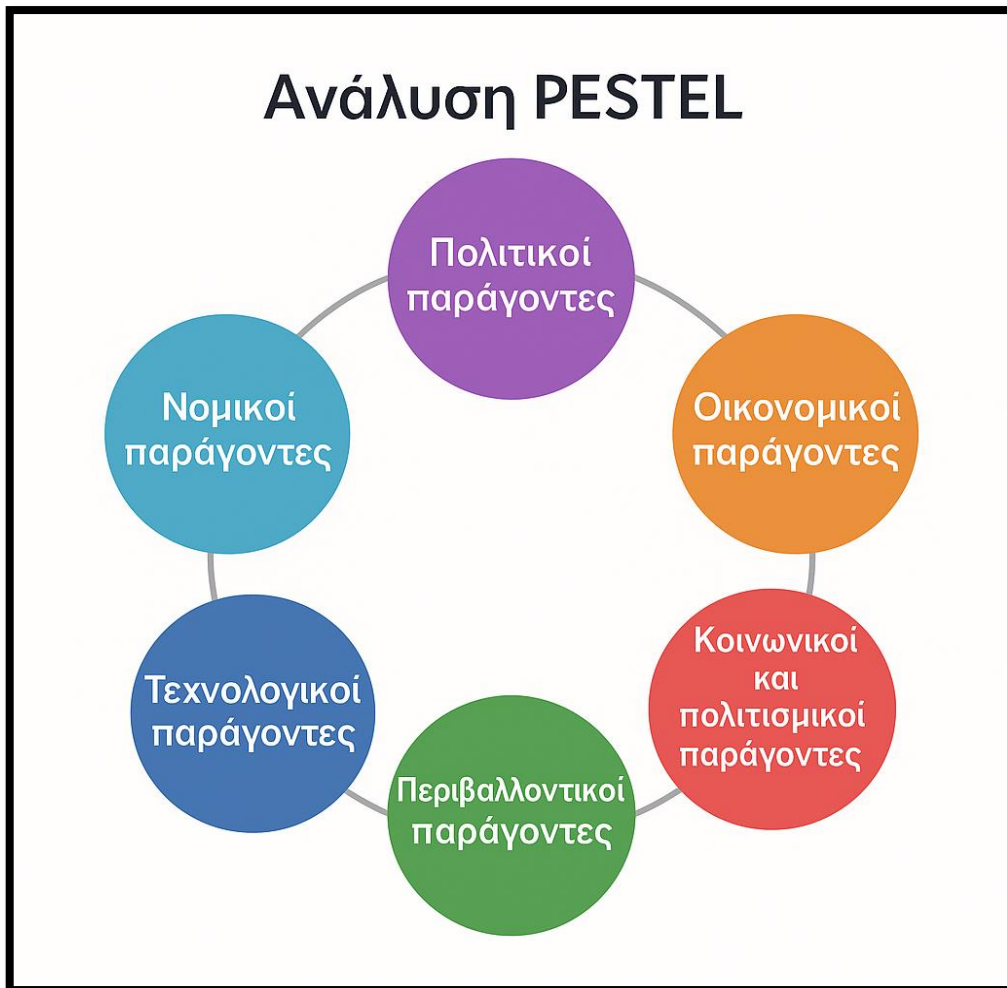 Ανάλυση PESTEL
Πολιτικοί
παράγοντες
Οικονομικοί
παράγοντες
Κοινωνικοί
και
πολιτισμικοί
παράγοντες
Περιβαλλοντικοί
παράγοντες
Τεχνολογικοί
παράγοντες
Νομικοί
παράγοντες